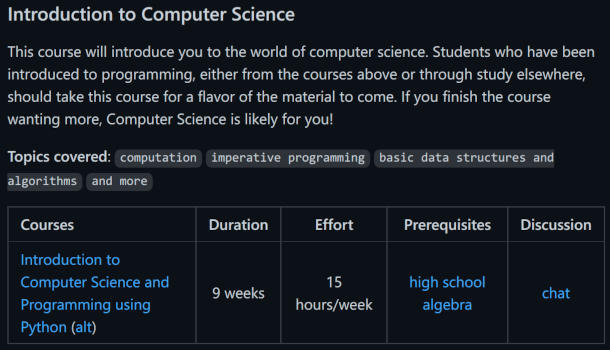 Introduction to Computer Science
This course will introduce you to the world of computer science. Students who have been
introduced to programming, either from the courses above or through study elsewhere,
should take this course for a flavor of the material to come. If you finish the course
wanting more, Computer Science is likely for you!
Topics covered: computation imperative programming basic data structures and
algorithms and more
Courses Duration Effort Prerequisites Discussion
Introduction to
Computer Science and
Programming using
Python (alt)
9 weeks
15
hours/week
high school
algebra
chat